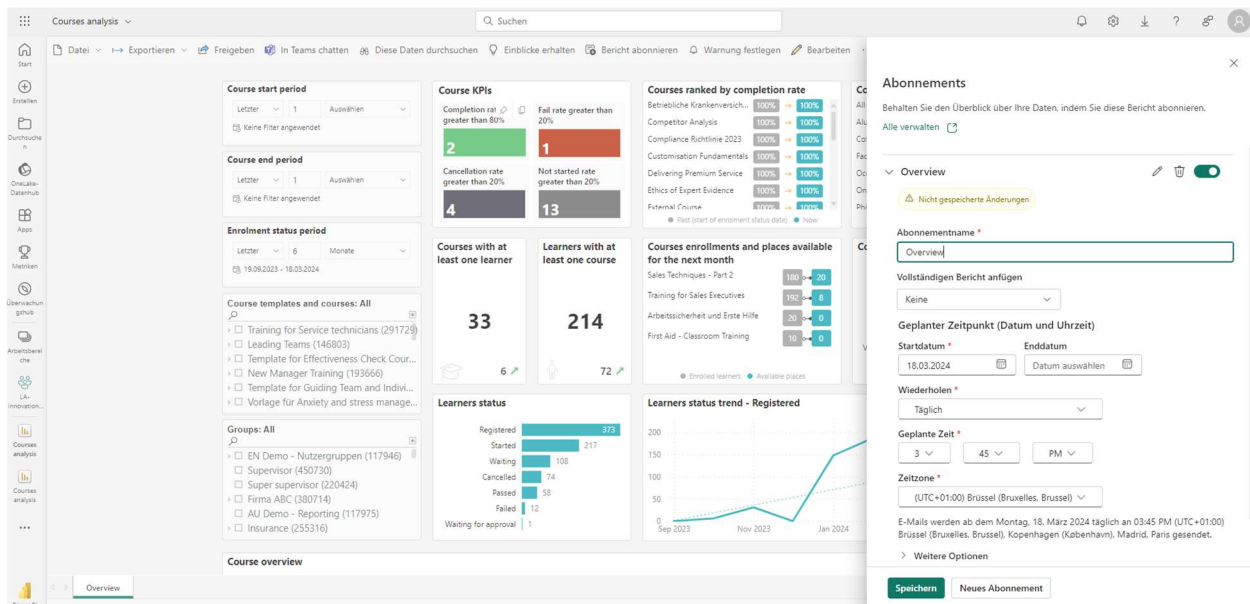 Courses analysis
Suchen
Datei
Exportieren
Freigeben
In Teams chatten
Diese Daten durchsuchen
Einblicke erhalten
Bericht abonnieren
Warnung festlegen
Bearbeiten
Start
Erstellen
Durchsuche
n
OneLake-
Datenhub
Apps
Metriken
Überwachun
gshub
Arbeitsberei
che
LA-
Innovation...
Courses
analysis
Courses
analysis
Course start period
Letzter 1 Auswählen
Keine Filter angewendet
Course end period
Letzter 1 Auswählen
Keine Filter angewendet
Enrolment status period
Letzter 6 Monate
19.09.2023 - 18.03.2024
Course templates and courses: All
Training for Service technicians (291729)
Leading Teams (146803)
Template for Effectiveness Check Cour...
New Manager Training (193666)
Template for Guiding Team and Indivi...
Vorlage für Anxiety and stress manage...
Groups: All
EN Demo - Nutzergruppen (117946)
Supervisor (450730)
Super supervisor (220424)
Firma ABC (380714)
AU Demo - Reporting (117975)
Insurance (255316)
Course KPIs
Completion rat
greater than 80%
2
Fail rate greater than
20%
1
Cancellation rate
greater than 20%
4
Not started rate
greater than 20%
13
Courses ranked by completion rate
Betriebliche Krankenversich... 100% 100%
Competitor Analysis 100% 100%
Compliance Richtlinie 2023 100% 100%
Customisation Fundamentals 100% 100%
Delivering Premium Service 100% 100%
Ethics of Expert Evidence 100% 100%
External Course 100% 100%
Past (start of enrolment status date) Now
Courses with at
least one learner
33
6
Learners with at
least one course
214
72
Courses enrollments and places available
for the next month
Sales Techniques - Part 2 180 20
Training for Sales Executives 192 8
Arbeitssicherheit und Erste Hilfe 20 0
First Aid - Classroom Training 10 0
Enrolled learners Available places
Learners status
Registered 373
Started 217
Waiting 108
Cancelled 74
Passed 58
Failed 12
Waiting for approval 1
Learners status trend - Registered
200
150
100
50
0
Sep 2023 Nov 2023 Jan 2024
Course overview
Overview
Abonnements
Behalten Sie den Überblick über Ihre Daten, indem Sie diese Bericht abonnieren.
Alle verwalten
Overview
Nicht gespeicherte Änderungen
Abonnementname *
Overview
Vollständigen Bericht anfügen
Keine
Geplanter Zeitpunkt (Datum und Uhrzeit)
Startdatum * Enddatum
18.03.2024 Datum auswählen
Wiederholen *
Täglich
Geplante Zeit *
3 45 PM
Zeitzone *
(UTC+01:00) Brüssel (Bruxelles, Brussel)
E-Mails werden ab dem Montag, 18. März 2024 täglich an 03:45 PM (UTC+01:00)
Brüssel (Bruxelles, Brussel), Kopenhagen (København), Madrid, Paris gesendet.
Weitere Optionen
Speichern
Neues Abonnement